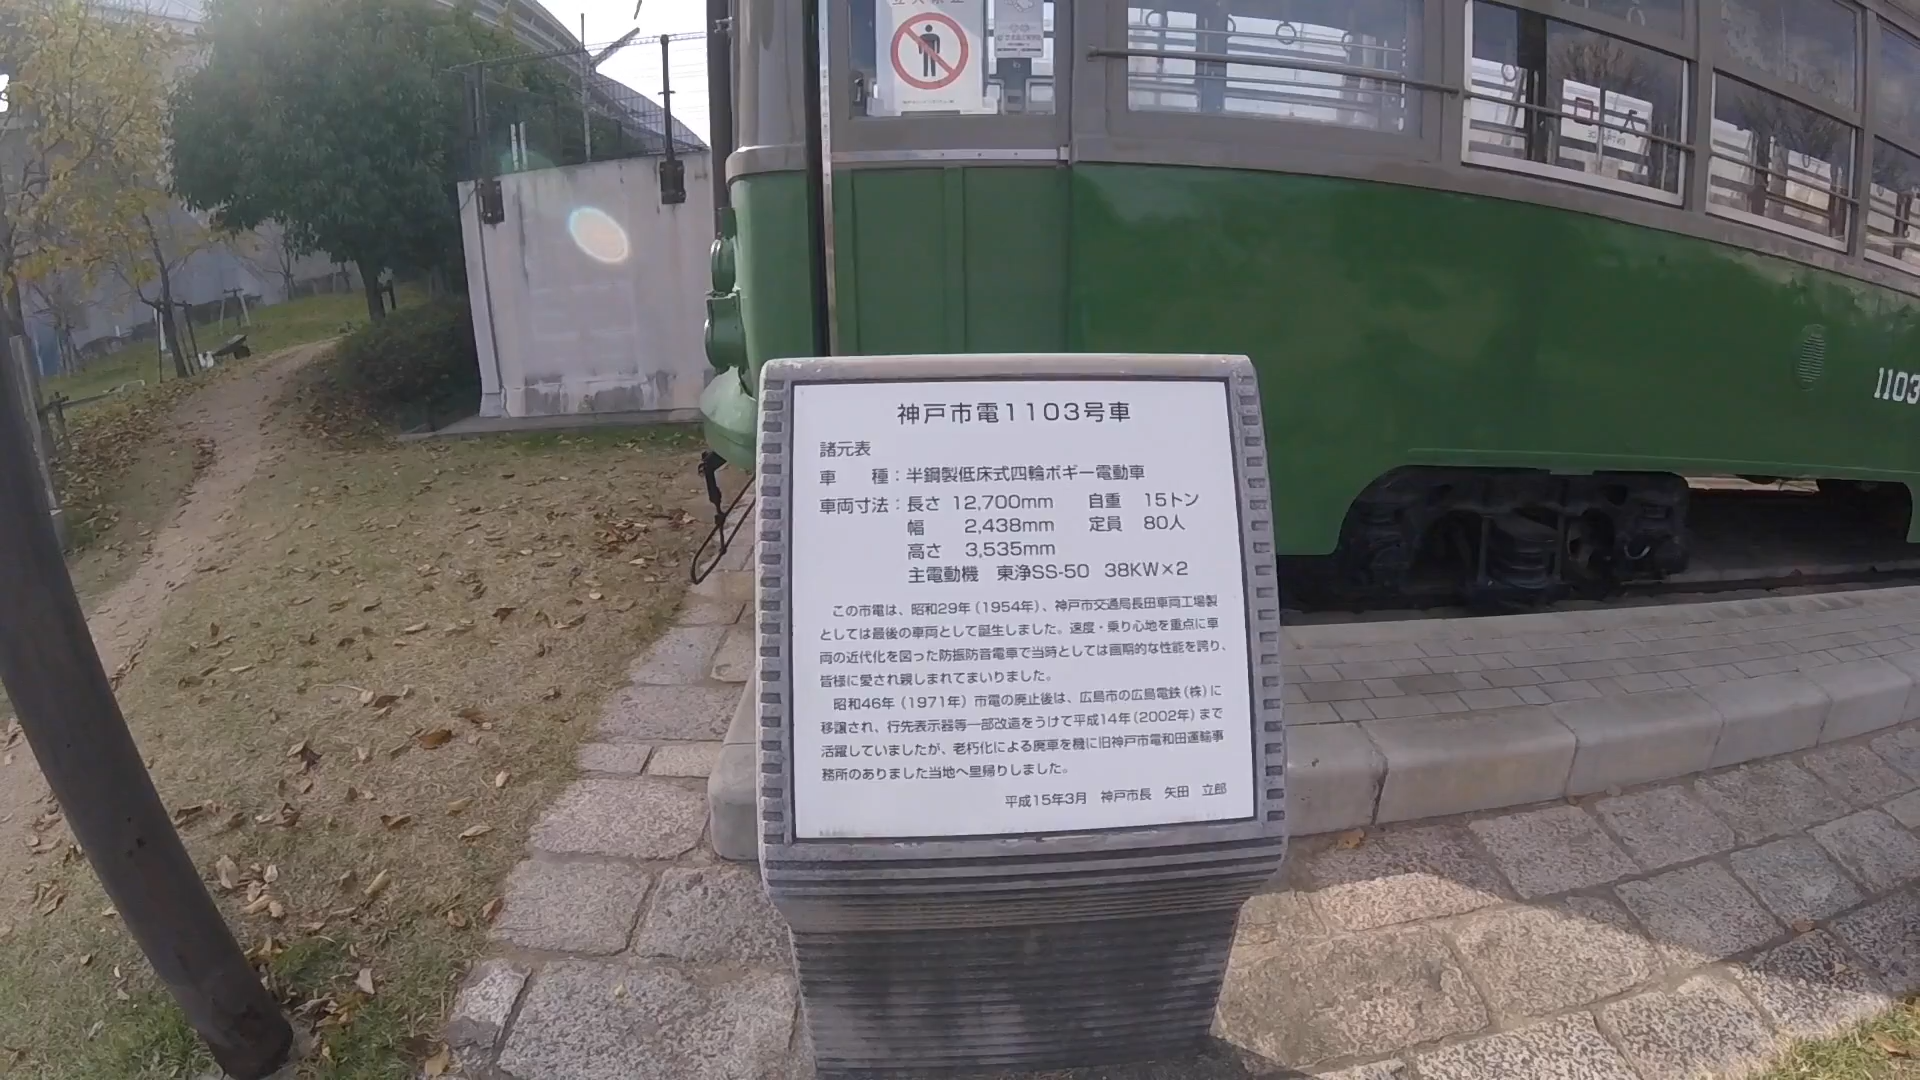 立入禁止
1103
神戸市電1103号車
諸元表
車　種：半鋼製低床式四輪ボギー電動車
車両寸法：長さ 12,700mm　自重　15トン
幅　2,438mm　定員　80人
高さ　3,535mm
主電動機　東浄SS-50　38KW×2
この市電は、昭和29年（1954年）、神戸市交通局長田車両工場製
としては最後の車両として誕生しました。速度・乗り心地を重点に車
両の近代化を図った防振防音電車で当時としては画期的な性能を誇り、
皆様に愛され親しまれてまいりました。
昭和46年（1971年）市電の廃止後は、広島市の広島電鉄（株）に
移譲され、行先表示器等一部改造をうけて平成14年（2002年）まで
活躍していましたが、老朽化による廃車を機に旧神戸市電和田運輸事
務所のありました当地へ里帰りしました。
平成15年3月　神戸市長　矢田　立郎